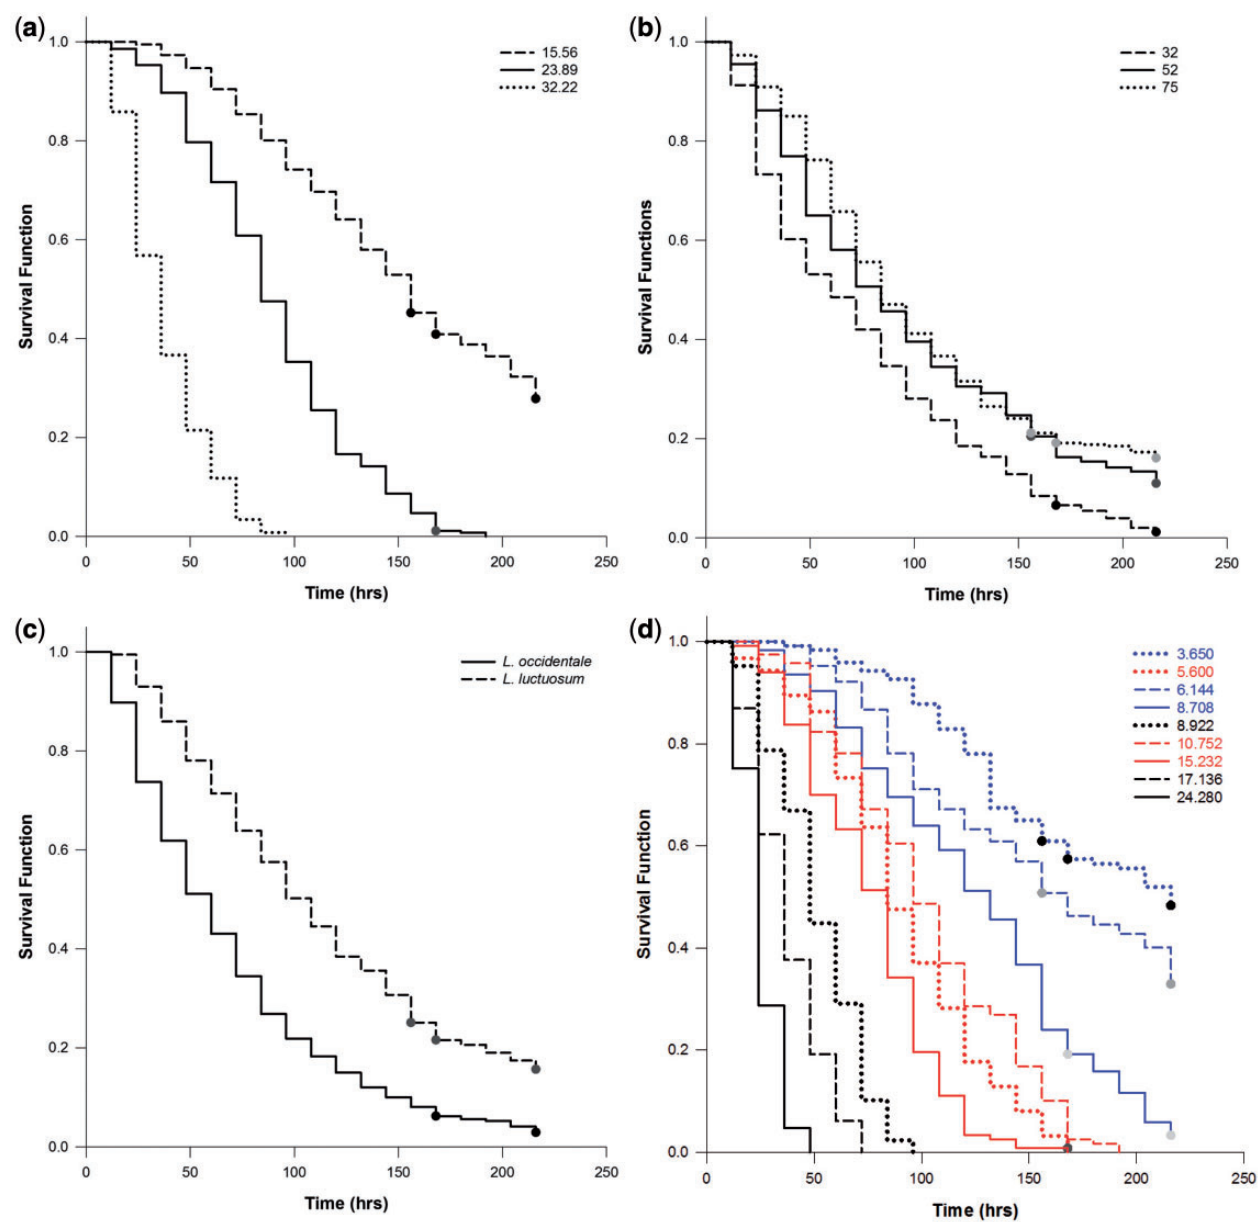 (a)
1.0
0.8
0.6
0.4
0.2
0.0
Survival Function
15.56
23.89
32.22
0 50 100 150 200 250
Time (hrs)
(b)
1.0
0.8
0.6
0.4
0.2
0.0
Survival Functions
32
52
75
0 50 100 150 200 250
Time (hrs)
(c)
1.0
0.8
0.6
0.4
0.2
0.0
Survival Function
L. occidentale
L. luctuosum
0 50 100 150 200 250
Time (hrs)
(d)
1.0
0.8
0.6
0.4
0.2
0.0
Survival Function
3.650
5.600
6.144
8.708
8.922
10.752
15.232
17.136
24.280
0 50 100 150 200 250
Time (hrs)